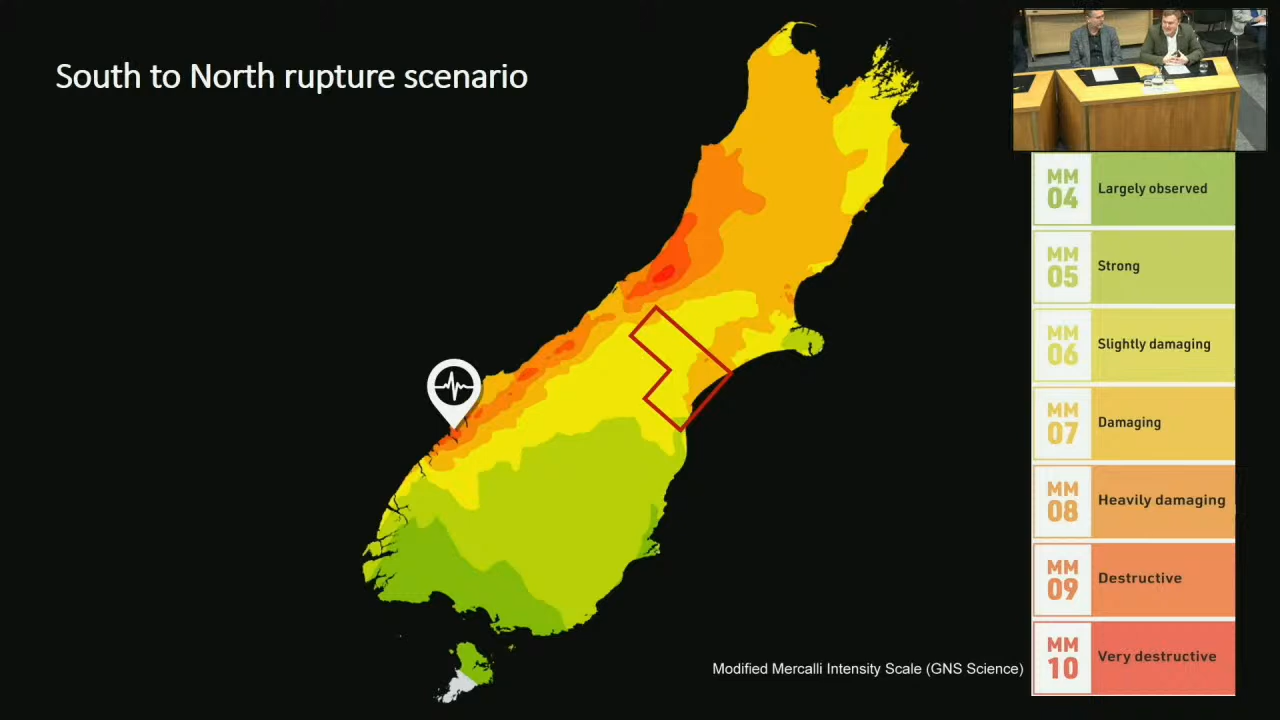 South to North rupture scenario
MM
04
Largely observed
MM
05
Strong
MM
06
Slightly damaging
MM
07
Damaging
MM
08
Heavily damaging
MM
09
Destructive
MM
10
Very destructive
Modified Mercalli Intensity Scale (GNS Science)